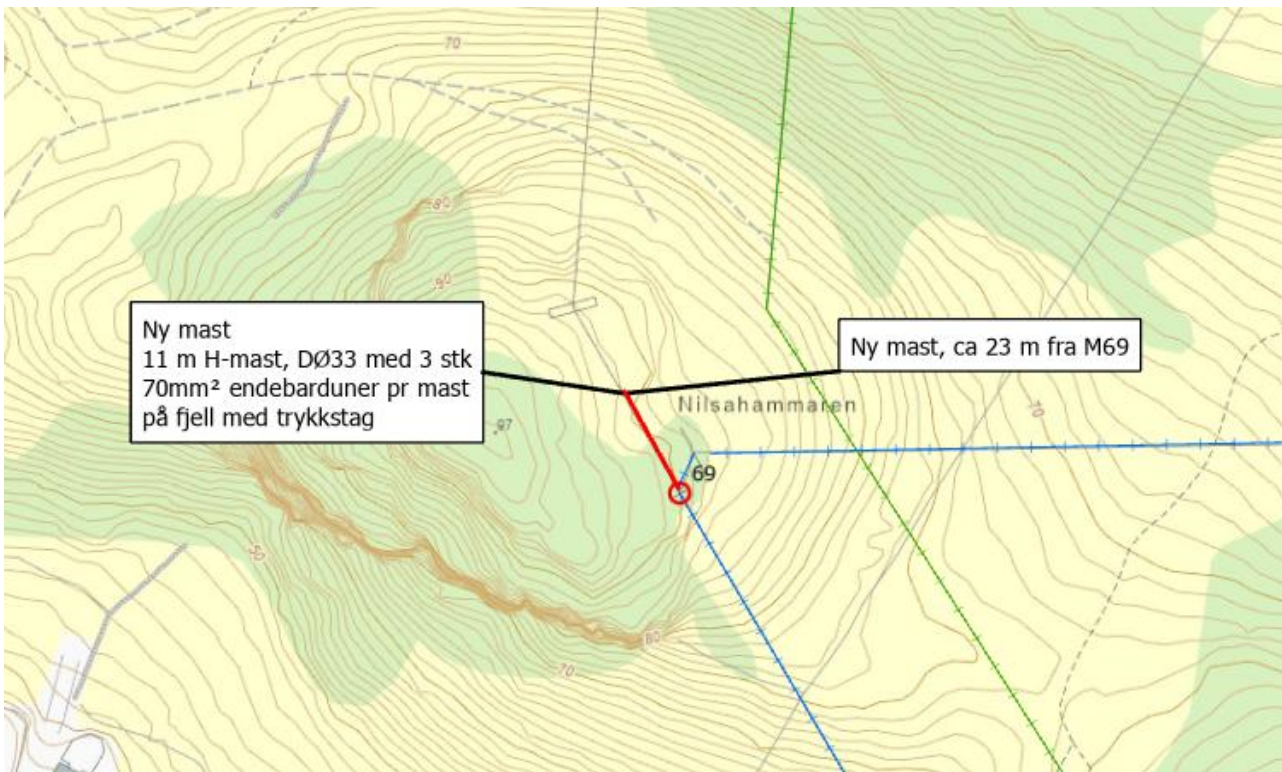 70
80
90
Ny mast
11 m H-mast, DØ33 med 3 stk
70mm² endebarduner pr mast
på fjell med trykkstag
Ny mast, ca 23 m fra M69
Nilsahammaren
70
97
69
50
80
70